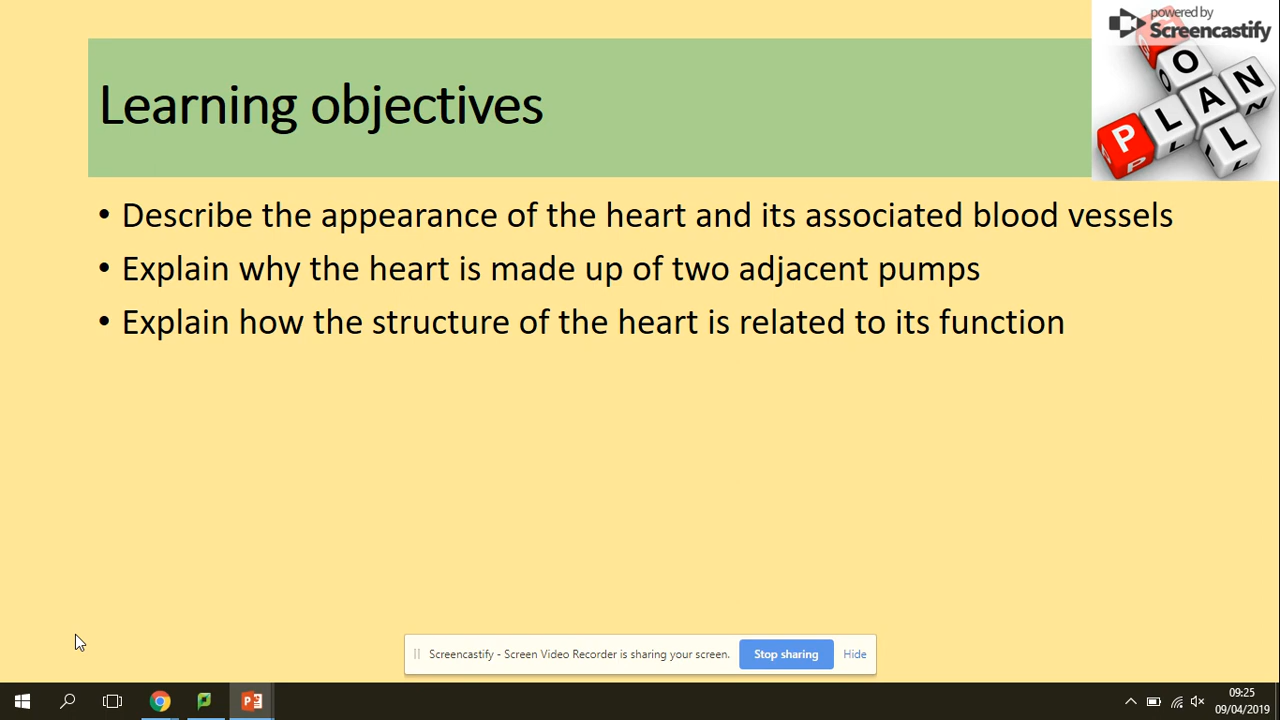 powered by
Screencastify
GOAL
PLAN
Learning objectives
• Describe the appearance of the heart and its associated blood vessels
• Explain why the heart is made up of two adjacent pumps
• Explain how the structure of the heart is related to its function
Screencastify - Screen Video Recorder is sharing your screen.
Stop sharing
Hide
09:25
09/04/2019